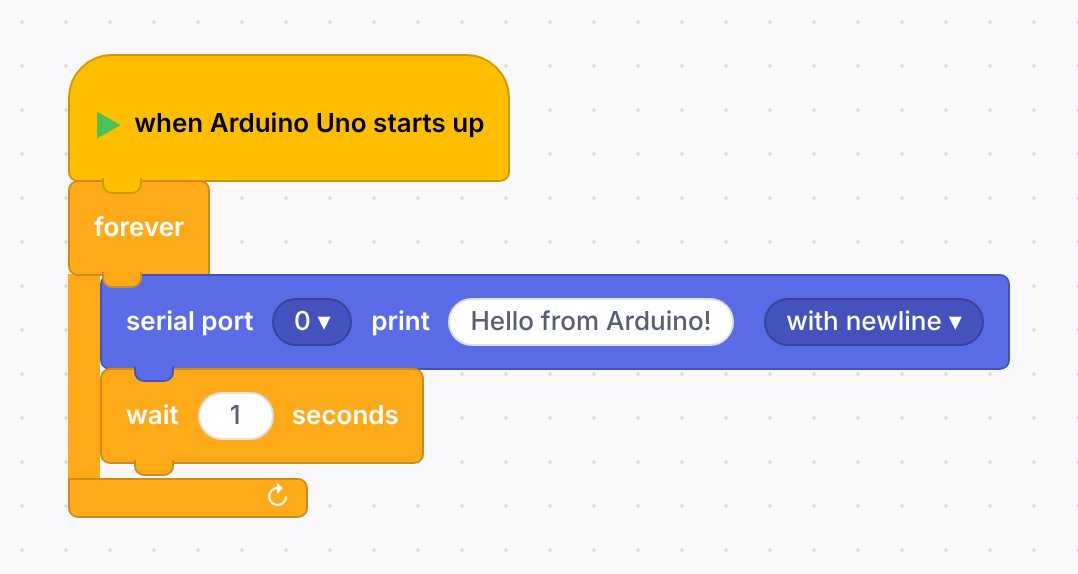 when Arduino Uno starts up
forever
serial port 0 ▾ print Hello from Arduino! with newline ▾
wait 1 seconds